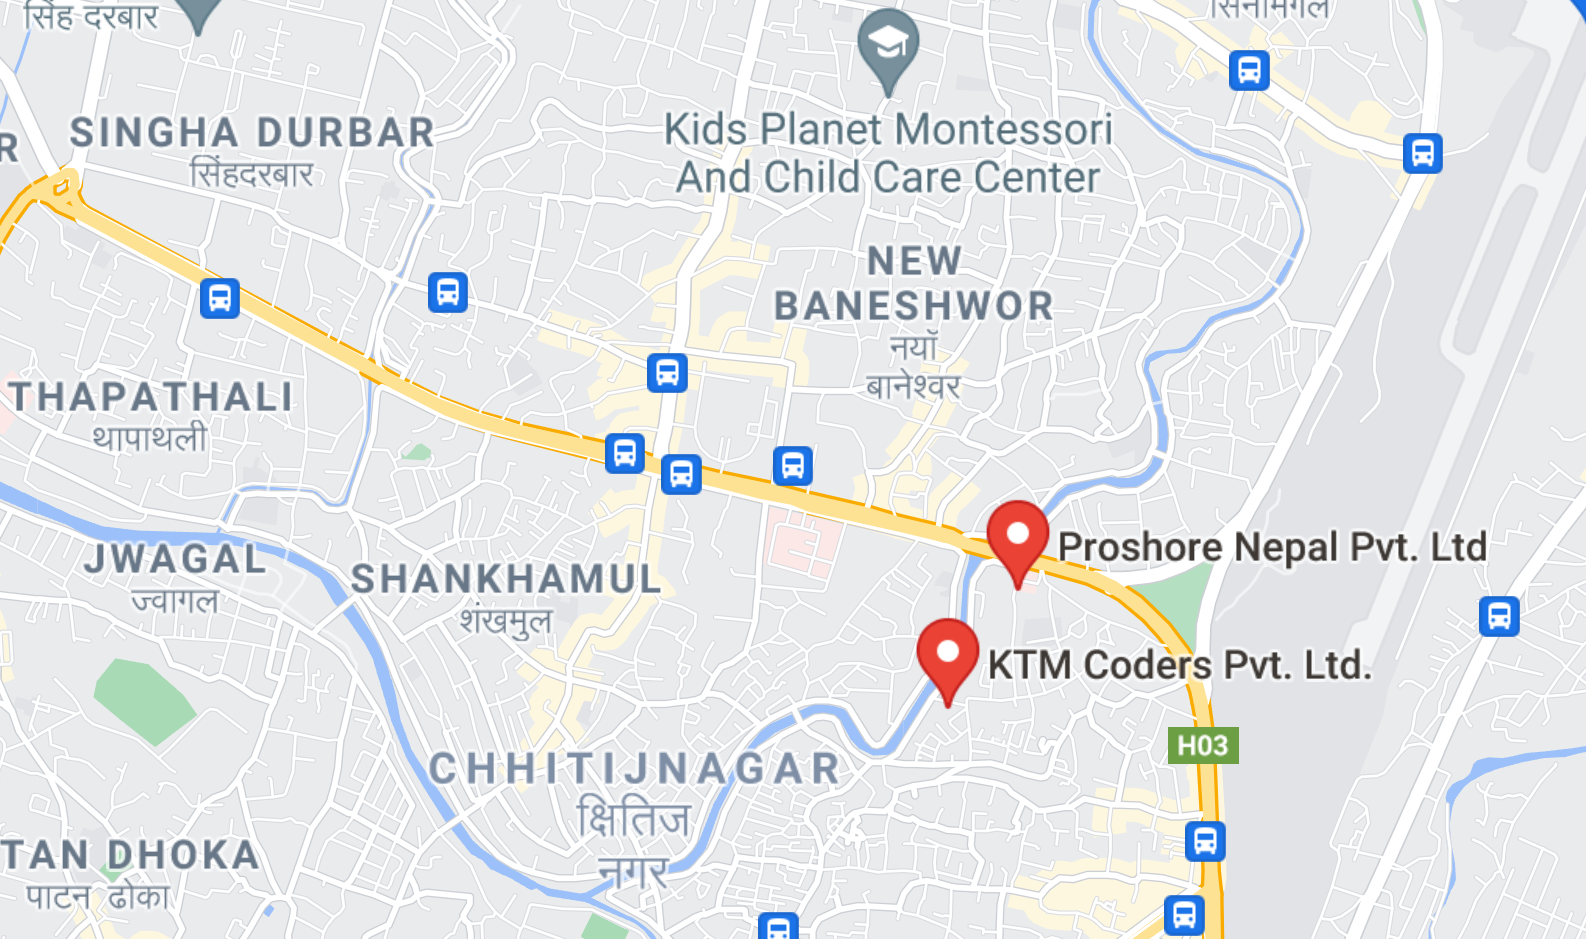 सिंह दरबार
सिनामंगल
SINGHA DURBAR
सिंहदरबार
R
Kids Planet Montessori
And Child Care Center
NEW
BANESHWOR
नयाँ
बानेश्वर
THAPATHALI
थापाथली
Proshore Nepal Pvt. Ltd
JWAGAL
ज्वागल
SHANKHAMUL
शंखमुल
KTM Coders Pvt. Ltd.
H03
CHHITIJNAGAR
क्षितिज
नगर
TAN DHOKA
पाटन ढोका